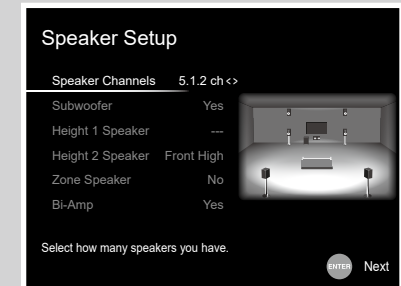 Speaker Setup
Speaker Channels 5.1.2 ch <>
Subwoofer Yes
Height 1 Speaker ---
Height 2 Speaker Front High
Zone Speaker No
Bi-Amp Yes
Select how many speakers you have.
ENTER Next